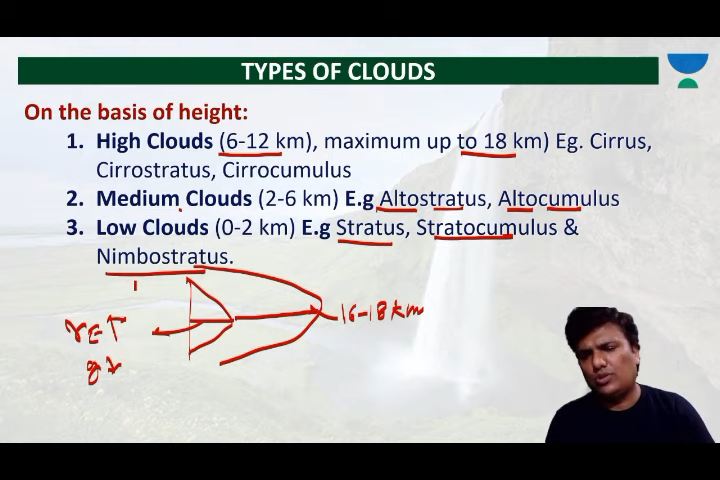 TYPES OF CLOUDS
On the basis of height:
1. High Clouds (6-12 km), maximum up to 18 km) Eg. Cirrus,
Cirrostratus, Cirrocumulus
2. Medium Clouds (2-6 km) E.g Altostratus, Altocumulus
3. Low Clouds (0-2 km) E.g Stratus, Stratocumulus &
Nimbostratus.
16-18 km